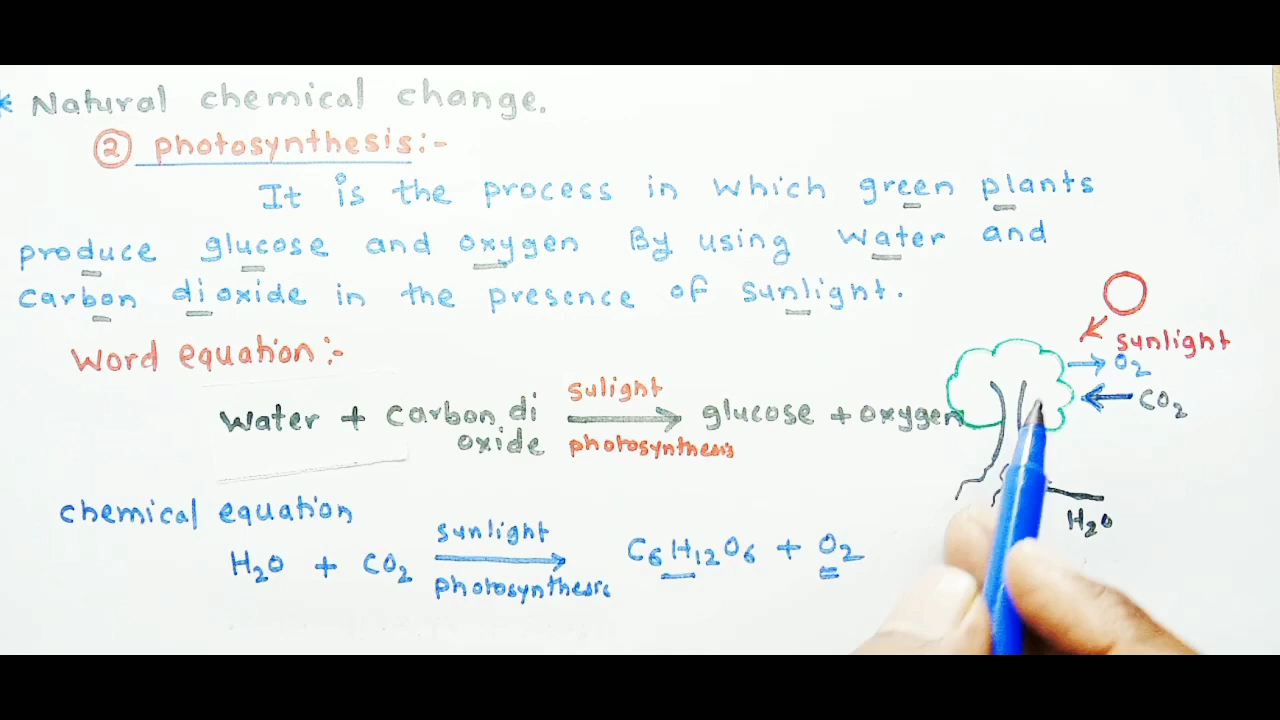 * Natural chemical change.
② photosynthesis:-
It is the process in which green plants
produce glucose and oxygen By using water and
carbon dioxide in the presence of sunlight.
word equation:-
water + carbon di oxide sulight photosynthesis glucose + oxygen
chemical equation
H₂O + CO₂ sunlight photosynthesis C₆H₁₂O₆ + O₂
sunlight
O₂
CO₂
H₂O